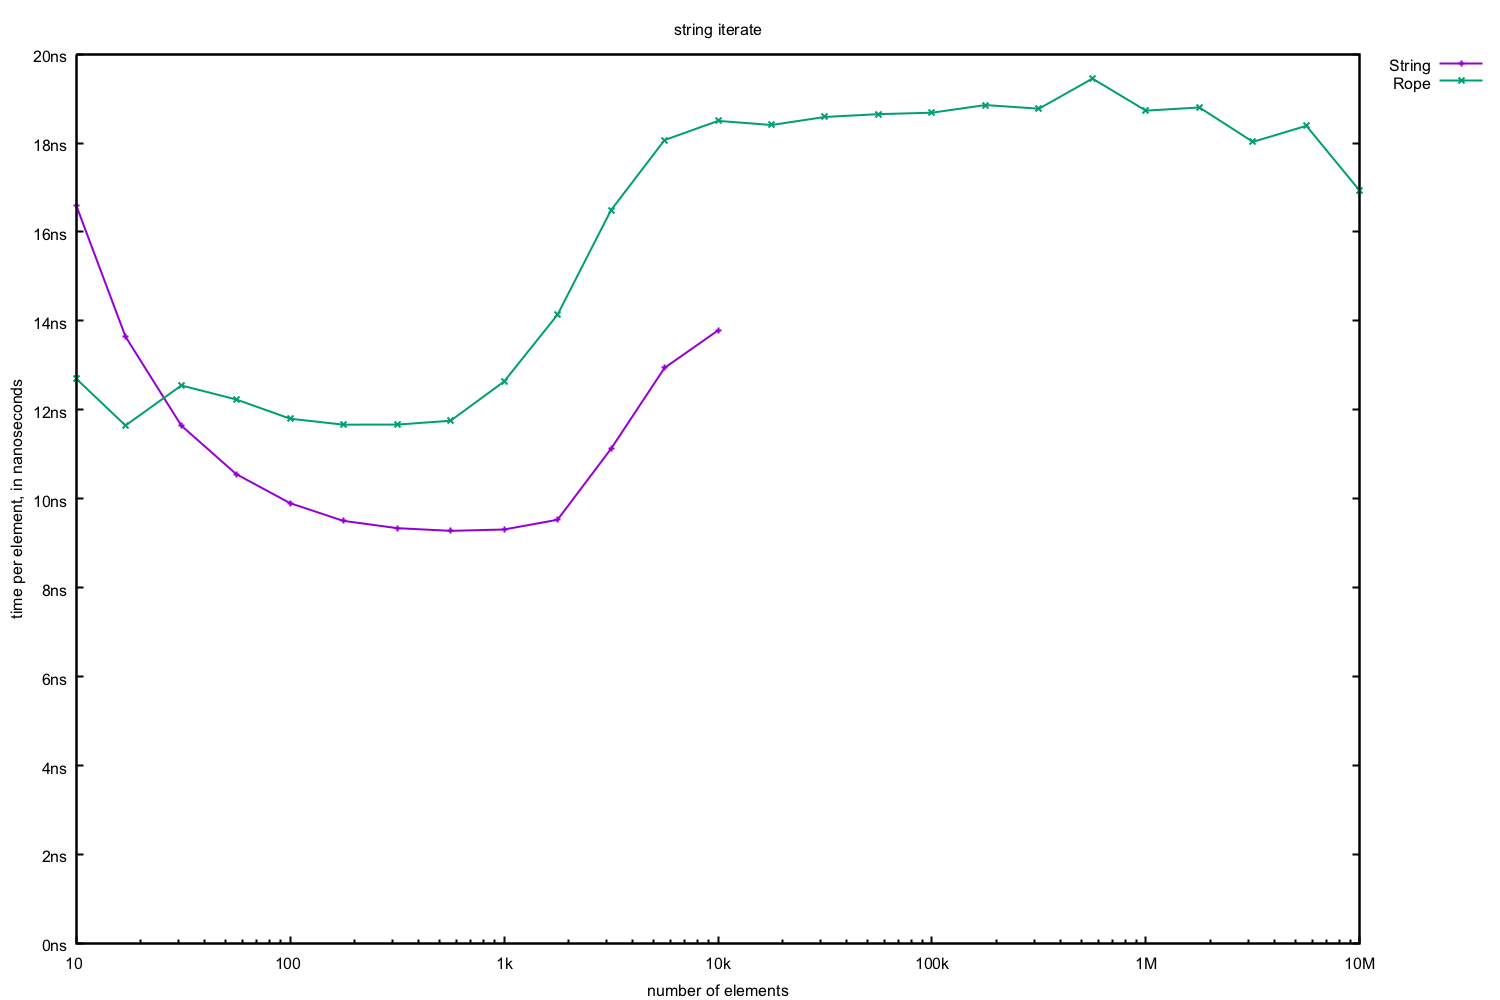 string iterate
String
Rope
20ns
18ns
16ns
14ns
12ns
10ns
8ns
6ns
4ns
2ns
0ns
time per element, in nanoseconds
10 100 1k 10k 100k 1M 10M
number of elements